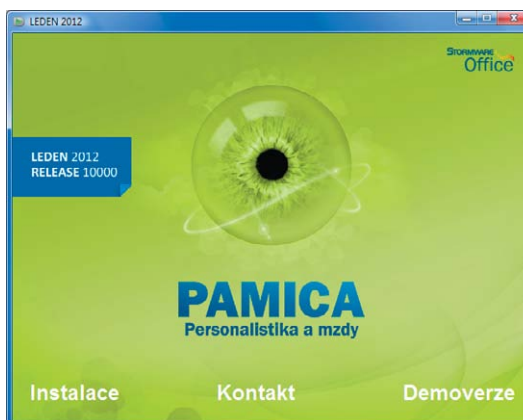 LEDEN 2012
STORMWARE
Office
LEDEN 2012
RELEASE 10000
PAMICA
Personalistika a mzdy
Instalace Kontakt Demoverze